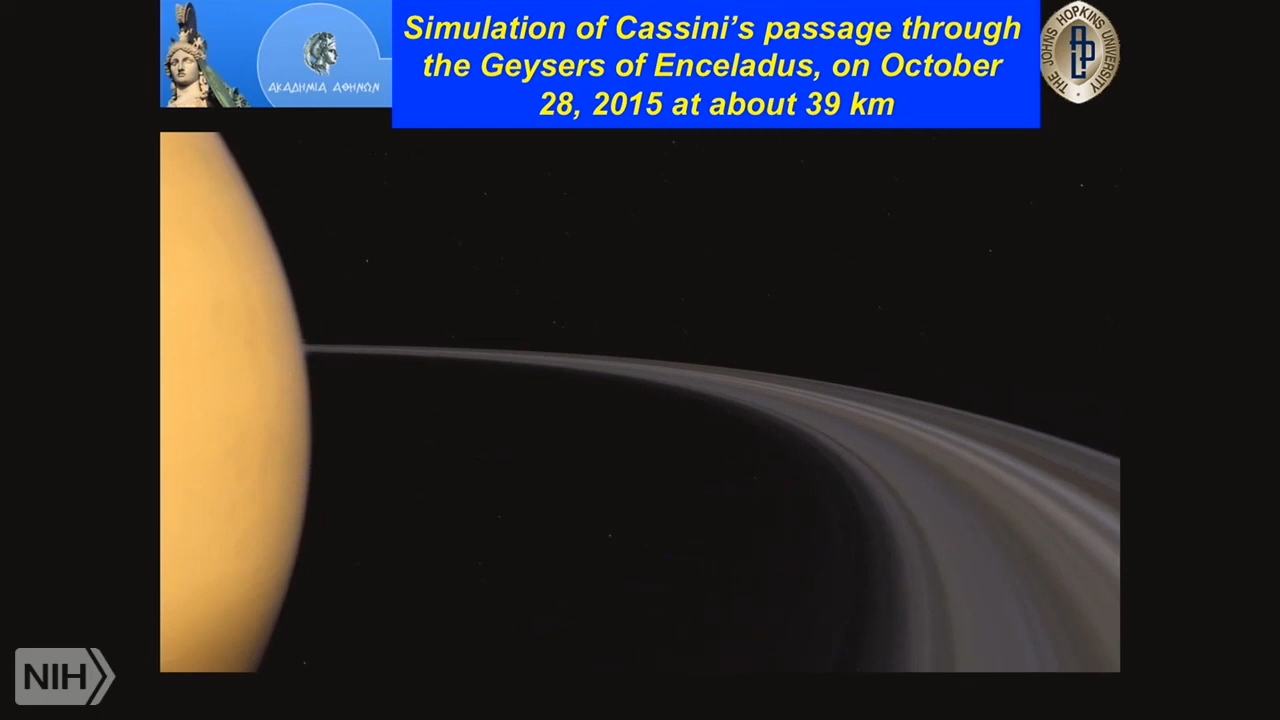 Simulation of Cassini’s passage through
the Geysers of Enceladus, on October
28, 2015 at about 39 km
ΑΚΑΔΗΜΙΑ ΑΘΗΝΩΝ
THE JOHNS HOPKINS UNIVERSITY
APL
NIH